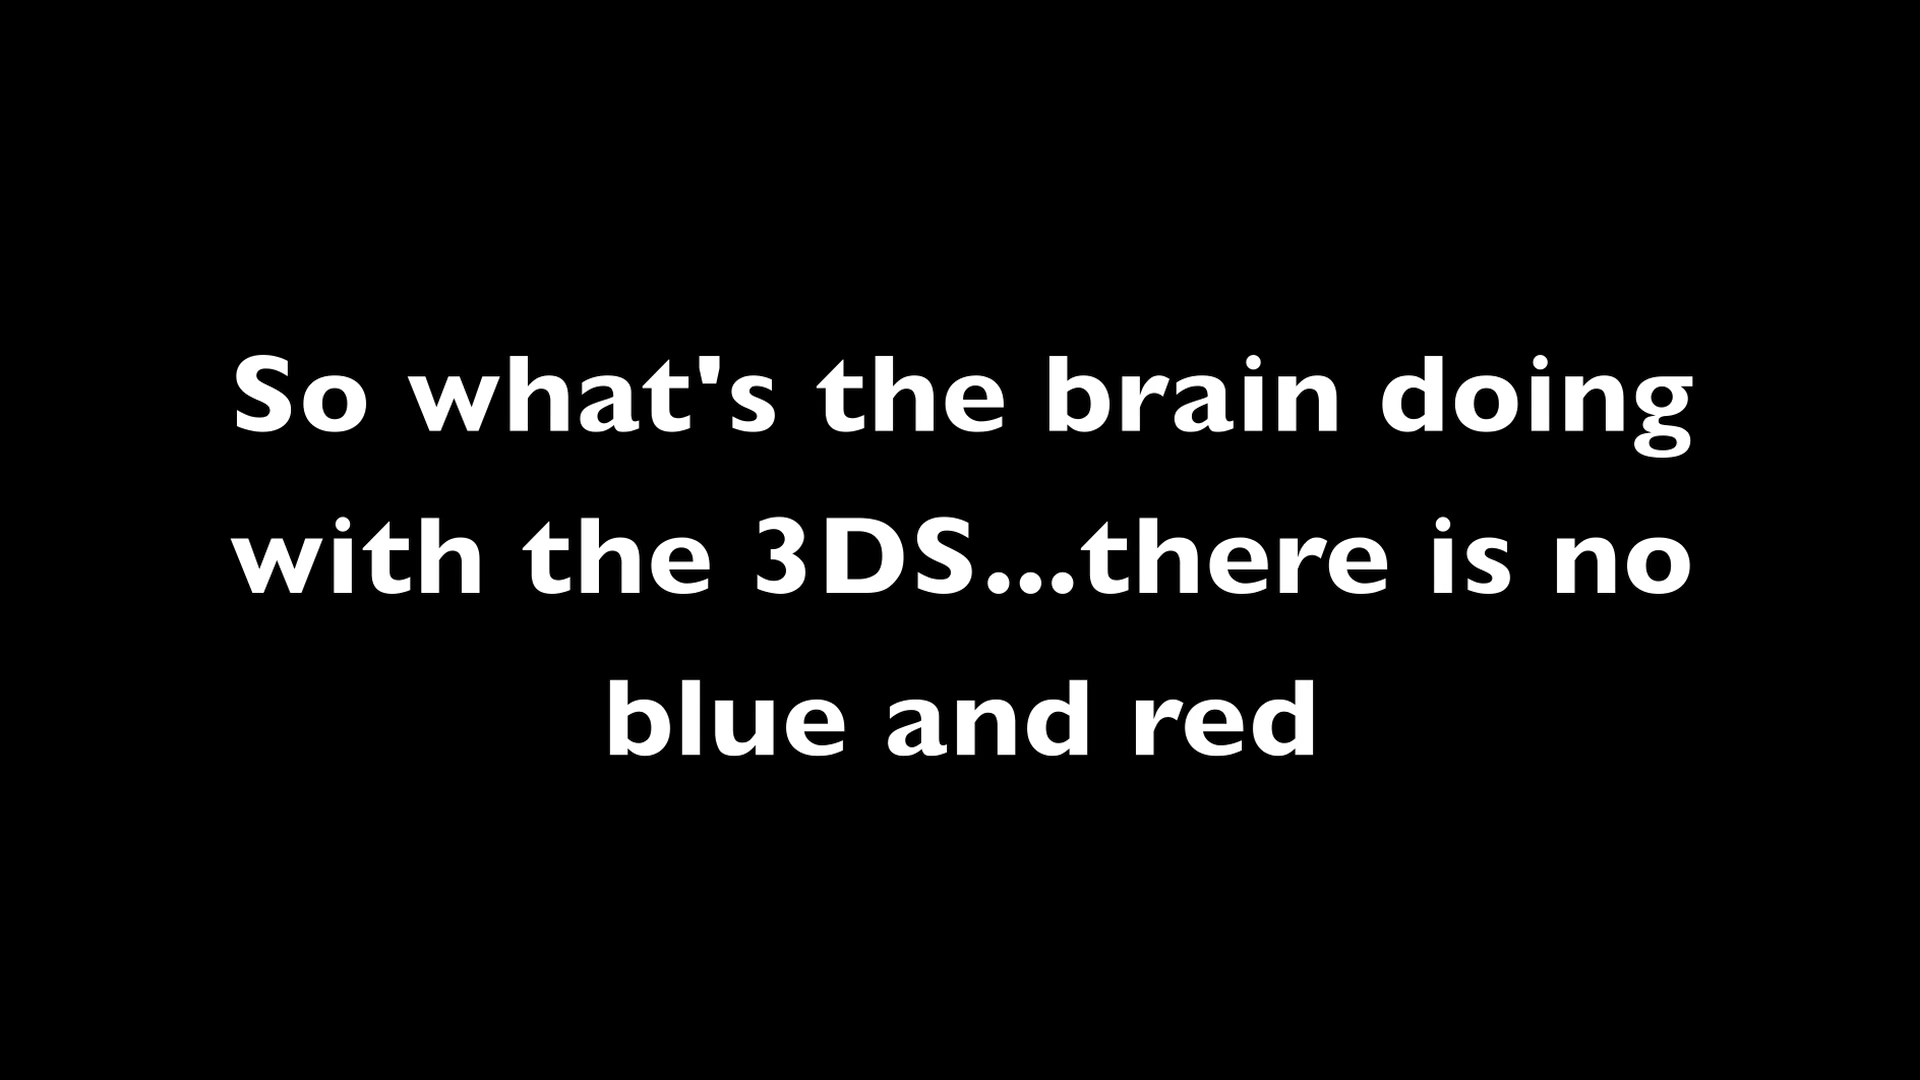 So what's the brain doing
with the 3DS...there is no
blue and red